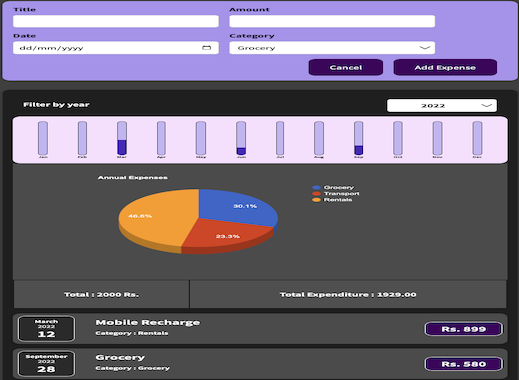 Title
Amount
Date
Category
dd/mm/yyyy
Grocery
Cancel
Add Expense
Filter by year
2022
Jan Feb Mar Apr May Jun Jul Aug Sep Oct Nov Dec
Annual Expenses
Grocery
Transport
Rentals
30.1%
46.6%
23.3%
Total : 2000 Rs.
Total Expenditure : 1929.00
March
2022
12
Mobile Recharge
Category : Rentals
Rs. 899
September
2022
28
Grocery
Category : Grocery
Rs. 580